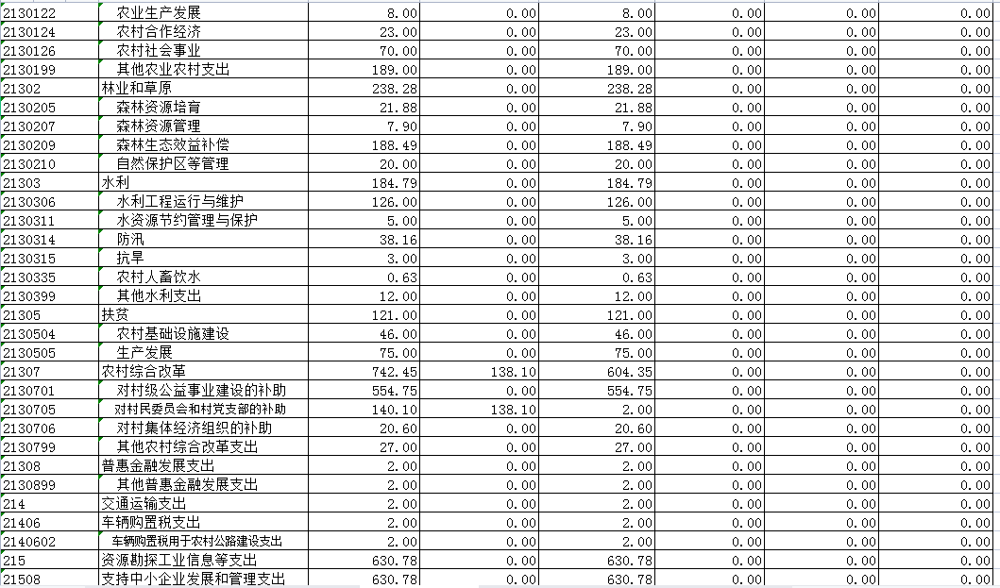 2130122 农业生产发展 8.00 0.00 8.00 0.00 0.00 0.00
2130124 农村合作经济 23.00 0.00 23.00 0.00 0.00 0.00
2130126 农村社会事业 70.00 0.00 70.00 0.00 0.00 0.00
2130199 其他农业农村支出 189.00 0.00 189.00 0.00 0.00 0.00
21302 林业和草原 238.28 0.00 238.28 0.00 0.00 0.00
2130205 森林资源培育 21.88 0.00 21.88 0.00 0.00 0.00
2130207 森林资源管理 7.90 0.00 7.90 0.00 0.00 0.00
2130209 森林生态效益补偿 188.49 0.00 188.49 0.00 0.00 0.00
2130210 自然保护区等管理 20.00 0.00 20.00 0.00 0.00 0.00
21303 水利 184.79 0.00 184.79 0.00 0.00 0.00
2130306 水利工程运行与维护 126.00 0.00 126.00 0.00 0.00 0.00
2130311 水资源节约管理与保护 5.00 0.00 5.00 0.00 0.00 0.00
2130314 防汛 38.16 0.00 38.16 0.00 0.00 0.00
2130315 抗旱 3.00 0.00 3.00 0.00 0.00 0.00
2130335 农村人畜饮水 0.63 0.00 0.63 0.00 0.00 0.00
2130399 其他水利支出 12.00 0.00 12.00 0.00 0.00 0.00
21305 扶贫 121.00 0.00 121.00 0.00 0.00 0.00
2130504 农村基础设施建设 46.00 0.00 46.00 0.00 0.00 0.00
2130505 生产发展 75.00 0.00 75.00 0.00 0.00 0.00
21307 农村综合改革 742.45 138.10 604.35 0.00 0.00 0.00
2130701 对村级公益事业建设的补助 554.75 0.00 554.75 0.00 0.00 0.00
2130705 对村民委员会和村党支部的补助 140.10 138.10 2.00 0.00 0.00 0.00
2130706 对村集体经济组织的补助 20.60 0.00 20.60 0.00 0.00 0.00
2130799 其他农村综合改革支出 27.00 0.00 27.00 0.00 0.00 0.00
21308 普惠金融发展支出 2.00 0.00 2.00 0.00 0.00 0.00
2130899 其他普惠金融发展支出 2.00 0.00 2.00 0.00 0.00 0.00
214 交通运输支出 2.00 0.00 2.00 0.00 0.00 0.00
21406 车辆购置税支出 2.00 0.00 2.00 0.00 0.00 0.00
2140602 车辆购置税用于农村公路建设支出 2.00 0.00 2.00 0.00 0.00 0.00
215 资源勘探工业信息等支出 630.78 0.00 630.78 0.00 0.00 0.00
21508 支持中小企业发展和管理支出 630.78 0.00 630.78 0.00 0.00 0.00